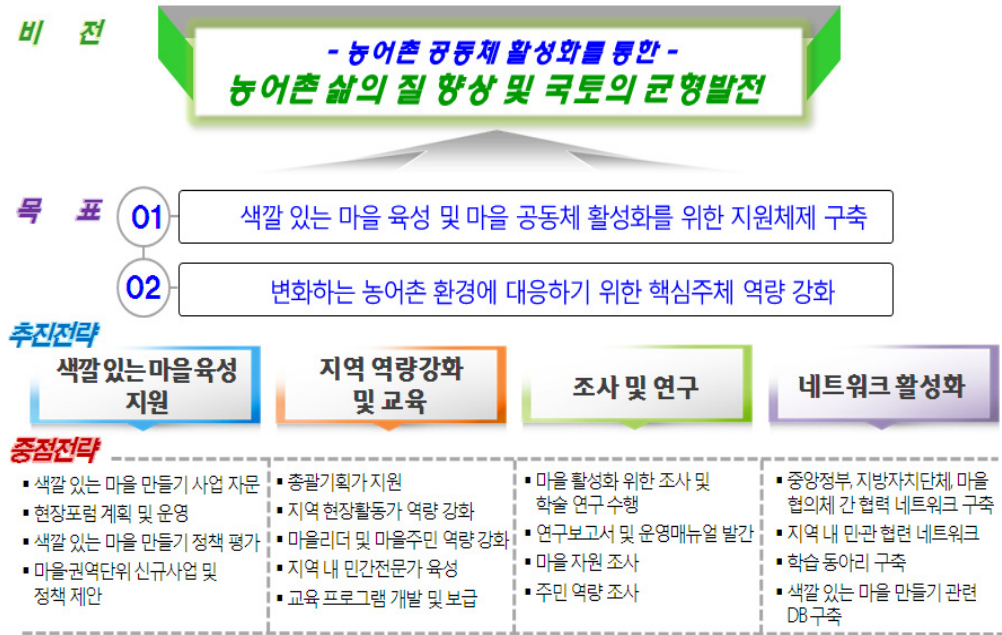 비 전
- 농어촌 공동체 활성화를 통한 -
농어촌 삶의 질 향상 및 국토의 균형발전
목 표
01
색깔 있는 마을 육성 및 마을 공동체 활성화를 위한 지원체제 구축
02
변화하는 농어촌 환경에 대응하기 위한 핵심주체 역량 강화
추진전략
색깔 있는 마을 육성
지원
지역 역량강화
및 교육
조사 및 연구
네트워크 활성화
중점전략
▪ 색깔 있는 마을 만들기 사업 자문
▪ 현장포럼 계획 및 운영
▪ 색깔 있는 마을 만들기 정책 평가
▪ 마을권역단위 신규사업 및
정책 제안
▪ 총괄기획가 지원
▪ 지역 현장활동가 역량 강화
▪ 마을리더 및 마을주민 역량 강화
▪ 지역 내 민간전문가 육성
▪ 교육 프로그램 개발 및 보급
▪ 마을 활성화 위한 조사 및
학술 연구 수행
▪ 연구보고서 및 운영매뉴얼 발간
▪ 마을 자원 조사
▪ 주민 역량 조사
▪ 중앙정부, 지방자치단체, 마을
협의체 간 협력 네트워크 구축
▪ 지역 내 민·관 협련 네트워크
▪ 학습 동아리 구축
▪ 색깔 있는 마을 만들기 관련
DB구축